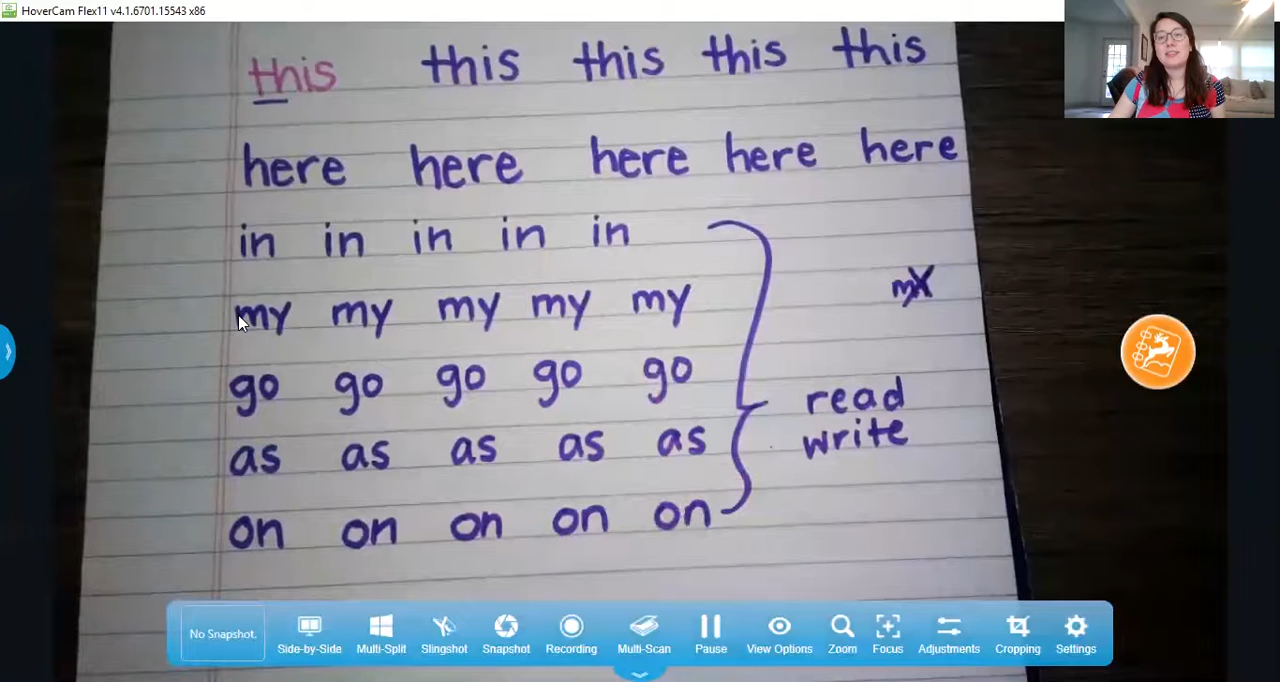 HoverCam Flex11 v4.1.6701.15543 x86
this this this this this
here here here here here
in in in in in
my my my my my
go go go go go
as as as as as
on on on on on
read
write
No Snapshot.
Side-by-Side Multi-Split Slingshot Snapshot Recording Multi-Scan Pause View Options Zoom Focus Adjustments Cropping Settings